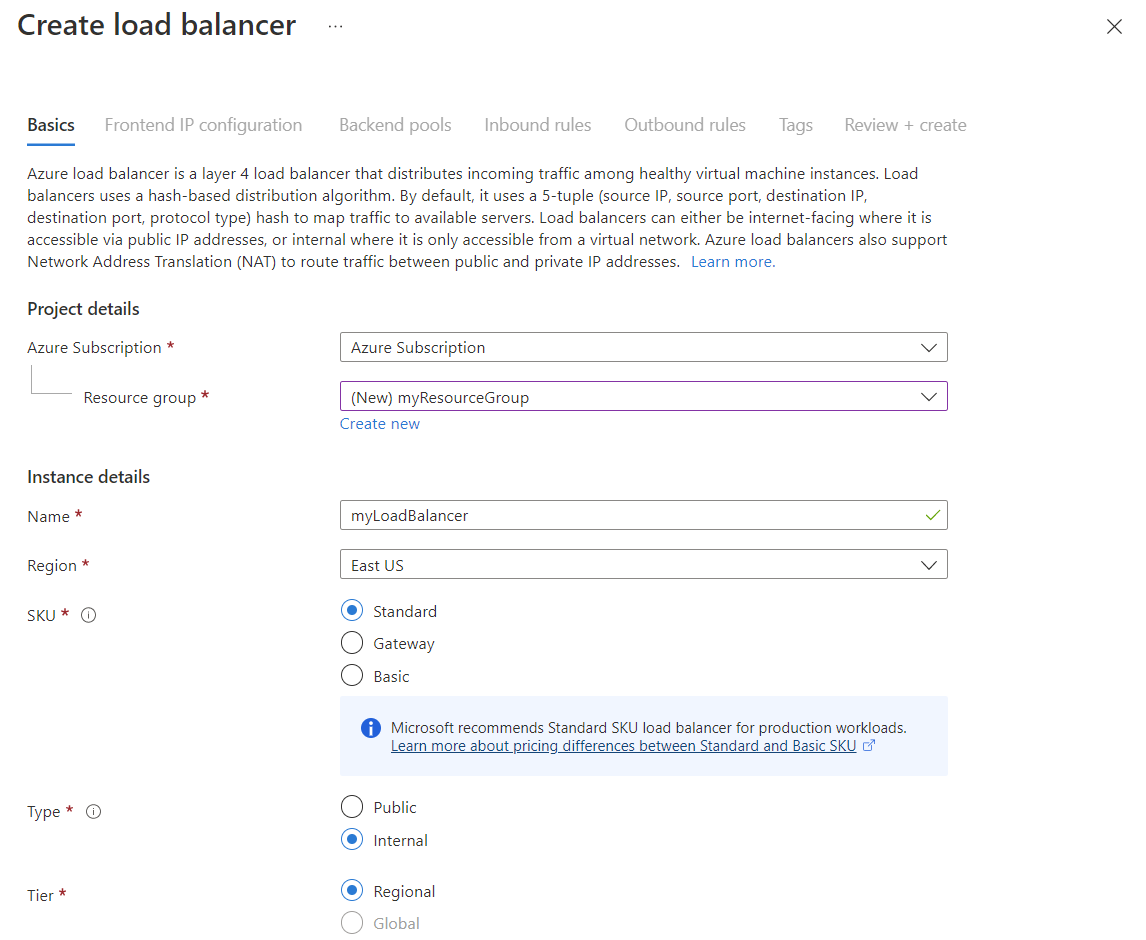 Create load balancer ...
Basics Frontend IP configuration Backend pools Inbound rules Outbound rules Tags Review + create
Azure load balancer is a layer 4 load balancer that distributes incoming traffic among healthy virtual machine instances. Load
balancers uses a hash-based distribution algorithm. By default, it uses a 5-tuple (source IP, source port, destination IP,
destination port, protocol type) hash to map traffic to available servers. Load balancers can either be internet-facing where it is
accessible via public IP addresses, or internal where it is only accessible from a virtual network. Azure load balancers also support
Network Address Translation (NAT) to route traffic between public and private IP addresses. Learn more.
Project details
Azure Subscription * Azure Subscription
Resource group * (New) myResourceGroup
Create new
Instance details
Name * myLoadBalancer
Region * East US
SKU * Standard
Gateway
Basic
Microsoft recommends Standard SKU load balancer for production workloads.
Learn more about pricing differences between Standard and Basic SKU
Type * Public
Internal
Tier * Regional
Global